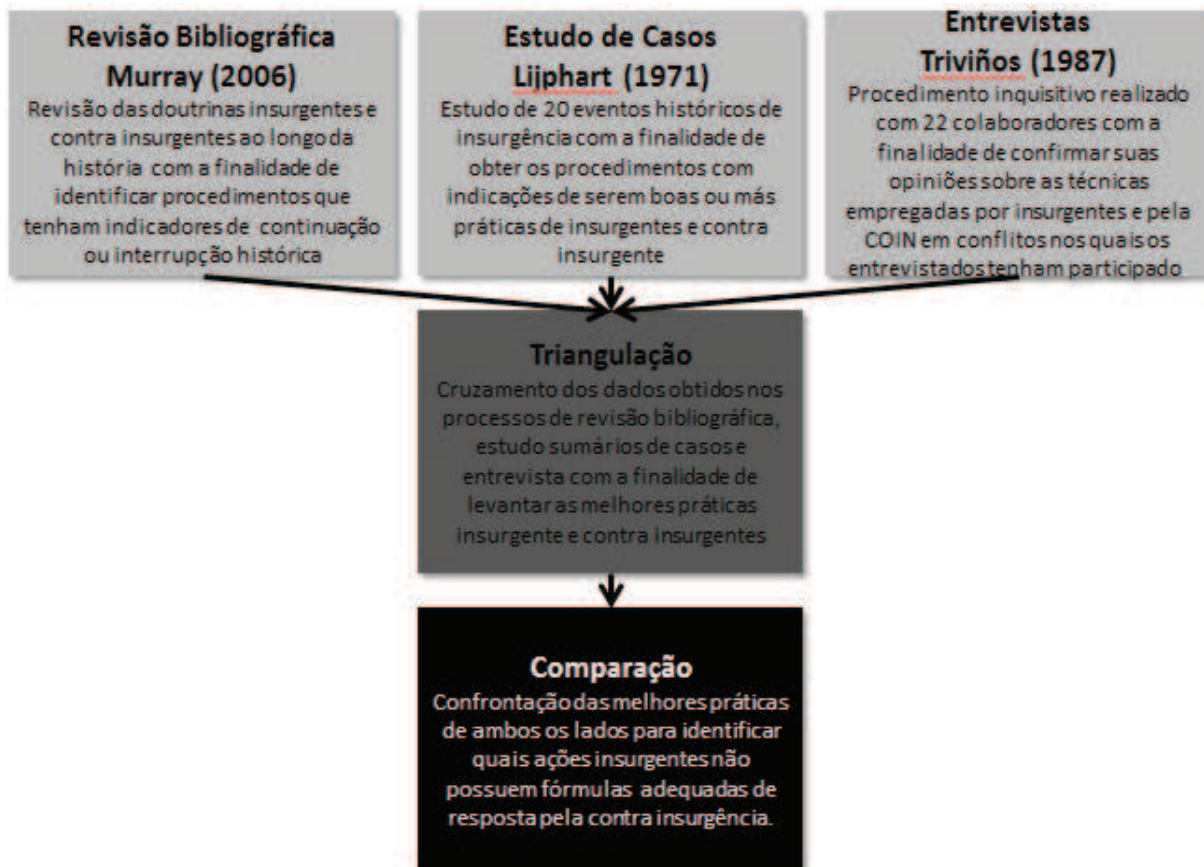 Revisão Bibliográfica
Murray (2006)
Revisão das doutrinas insurgentes e
contra insurgentes ao longo da
história com a finalidade de
identificar procedimentos que
tenham indicadores de continuação
ou interrupção histórica
Estudo de Casos
Lijphart (1971)
Estudo de 20 eventos históricos de
insurgência com a finalidade de
obter os procedimentos com
indicações de serem boas ou más
práticas de insurgentes e contra
insurgente
Entrevistas
Triviños (1987)
Procedimento inquisitivo realizado
com 22 colaboradores com a
finalidade de confirmar suas
opiniões sobre as técnicas
empregadas por insurgentes e pela
COIN em conflitos nos quais os
entrevistados tenham participado
Triangulação
Cruzamento dos dados obtidos nos
processos de revisão bibliográfica,
estudo sumários de casos e
entrevista com a finalidade de
levantar as melhores práticas
insurgente e contra insurgentes
Comparação
Confrontação das melhores práticas
de ambos os lados para identificar
quais ações insurgentes não
possuem fórmulas adequadas de
resposta pela contra insurgência.